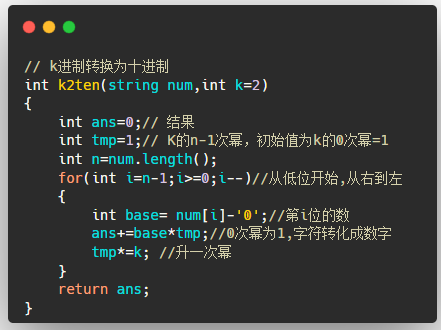 // k进制转换为十进制
int k2ten(string num,int k=2)
{
    int ans=0;// 结果
    int tmp=1;// K的n-1次幂，初始值为k的0次幂=1
    int n=num.length();
    for(int i=n-1;i>=0;i--)//从低位开始,从右到左
    {
        int base= num[i]-'0';//第i位的数
        ans+=base*tmp;//0次幂为1,字符转化成数字
        tmp*=k; //升一次幂
    }
    return ans;
}